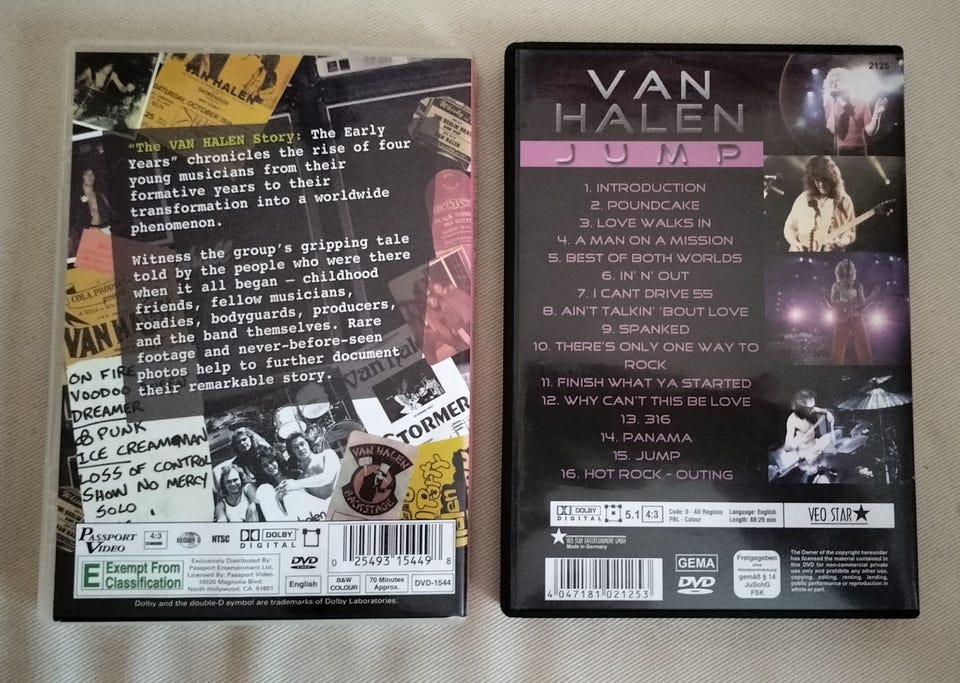 VAN HALEN
SATURDAY, OCTOBER
"The VAN HALEN Story: The Early
Years" chronicles the rise of four
young musicians from their
formative years to their
transformation into a worldwide
phenomenon.
Witness the group's gripping tale
told by the people who were there
when it all began – childhood
friends, fellow musicians,
roadies, bodyguards, producers,
and the band themselves. Rare
footage and never-before-seen
photos help to further document
their remarkable story.
VAN H
ON FIRE
VOODOO
DREAMER
PUNK
ICE CREAM MAN
LOSS OF CONTROL
SHOW NO MERCY
SOLO
STORMER
VAN HALEN
BACKSTAGE
PASSPORT
VIDEO
4:3
REGION 0
NTSC
DOLBY
DIGITAL
E Exempt From
Classification
Exclusively Distributed By:
Passport Entertainment Ltd.
Licensed By: Passport Video
10520 Magnolia Blvd.
North Hollywood, CA. 91601
DVD
English
B&W
COLOUR
70 Minutes
Approx.
DVD-1544
0 25493 15449 8
Dolby and the double-D symbol are trademarks of Dolby Laboratories.
2125
VAN
HALEN
JUMP
1. INTRODUCTION
2. POUNDCAKE
3. LOVE WALKS IN
4. A MAN ON A MISSION
5. BEST OF BOTH WORLDS
6. IN' N' OUT
7. I CANT DRIVE 55
8. AIN'T TALKIN' 'BOUT LOVE
9. SPANKED
10. THERE'S ONLY ONE WAY TO
ROCK
11. FINISH WHAT YA STARTED
12. WHY CAN'T THIS BE LOVE
13. 316
14. PANAMA
15. JUMP
16. HOT ROCK - OUTING
DOLBY
DIGITAL
5.1
4:3
Code: 0 - All Regions
PAL - Colour
Language: English
Length: 88:29 min
VEO STAR
VEO STAR ENTERTAINMENT GMBH
Made in Germany
4 047181 021253
GEMA
DVD
Freigegeben
ohne
Altersbeschränkung
gemäß § 14
JuSchG
FSK
The Owner of the copyright hereunder
has licensed the material contained in
this DVD for non-commercial private
use only and prohibits any other use,
copying, editing, renting, lending,
public performance or reproduction in
whole or part.